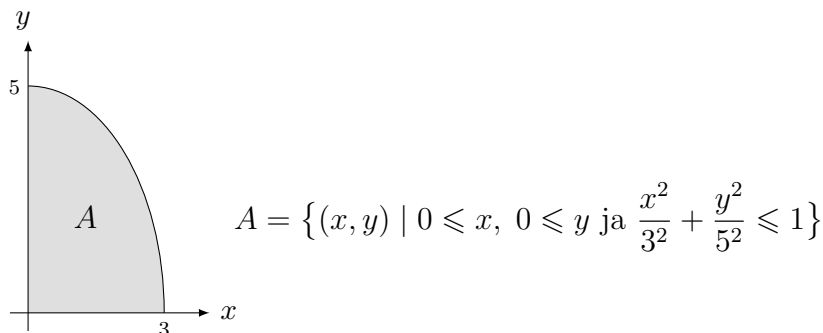 y
5
A
A = {(x, y) | 0 ⩽ x, 0 ⩽ y ja x²/3² + y²/5² ⩽ 1}
x
3